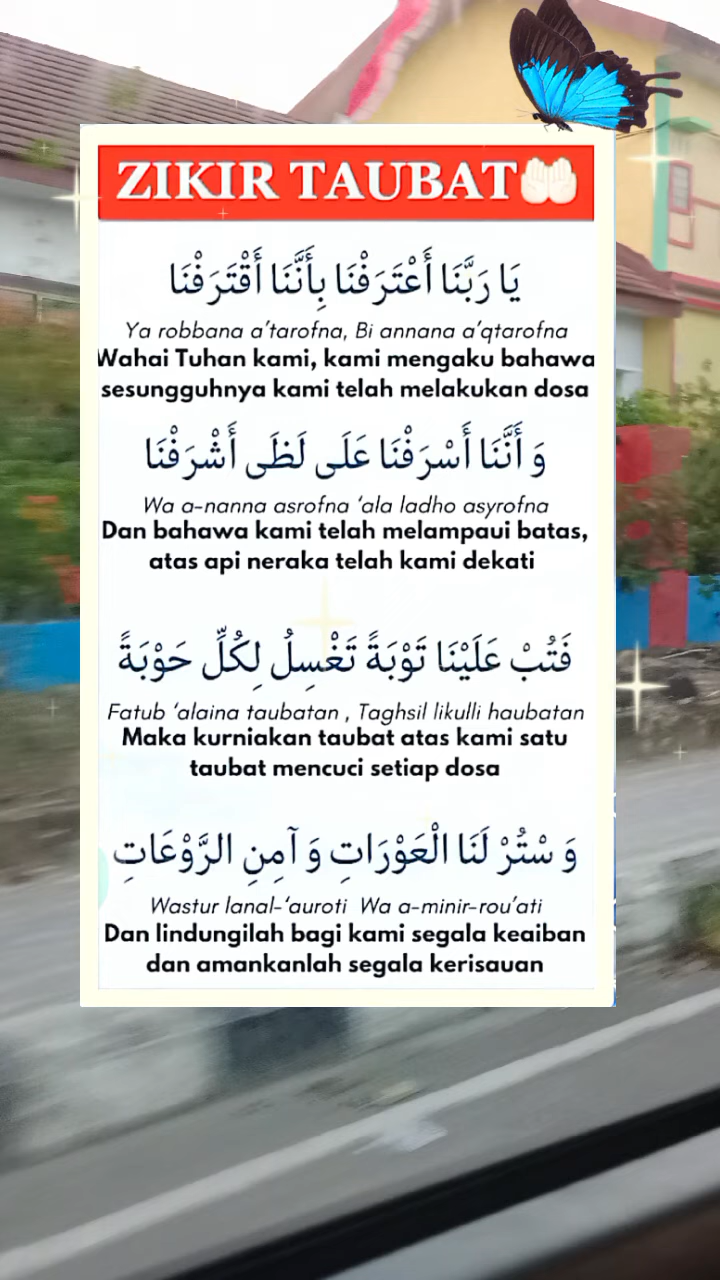 ZIKIR TAUBAT🤲🏻
يَا رَبَّنَا أَعْتَرَفْنَا بِأَنَّنَا أَقْتَرَفْنَا
Ya robbana a'tarofna, Bi annana a'qtarofna
Wahai Tuhan kami, kami mengaku bahawa
sesungguhnya kami telah melakukan dosa
وَ أَنَّنَا أَسْرَفْنَا عَلَى لَظَى أَشْرَفْنَا
Wa a-nanna asrofna 'ala ladho asyrofna
Dan bahawa kami telah melampaui batas,
atas api neraka telah kami dekati
فَتُبْ عَلَيْنَا تَوْبَةً تَغْسِلُ لِكُلِّ حَوْبَةً
Fatub 'alaina taubatan , Taghsil likulli haubatan
Maka kurniakan taubat atas kami satu
taubat mencuci setiap dosa
وَ سْتُرْ لَنَا الْعَوْرَاتِ وَ آمِنِ الرَّوْعَاتِ
Wastur lanal-'auroti Wa a-minir-rou'ati
Dan lindungilah bagi kami segala keaiban
dan amankanlah segala kerisauan